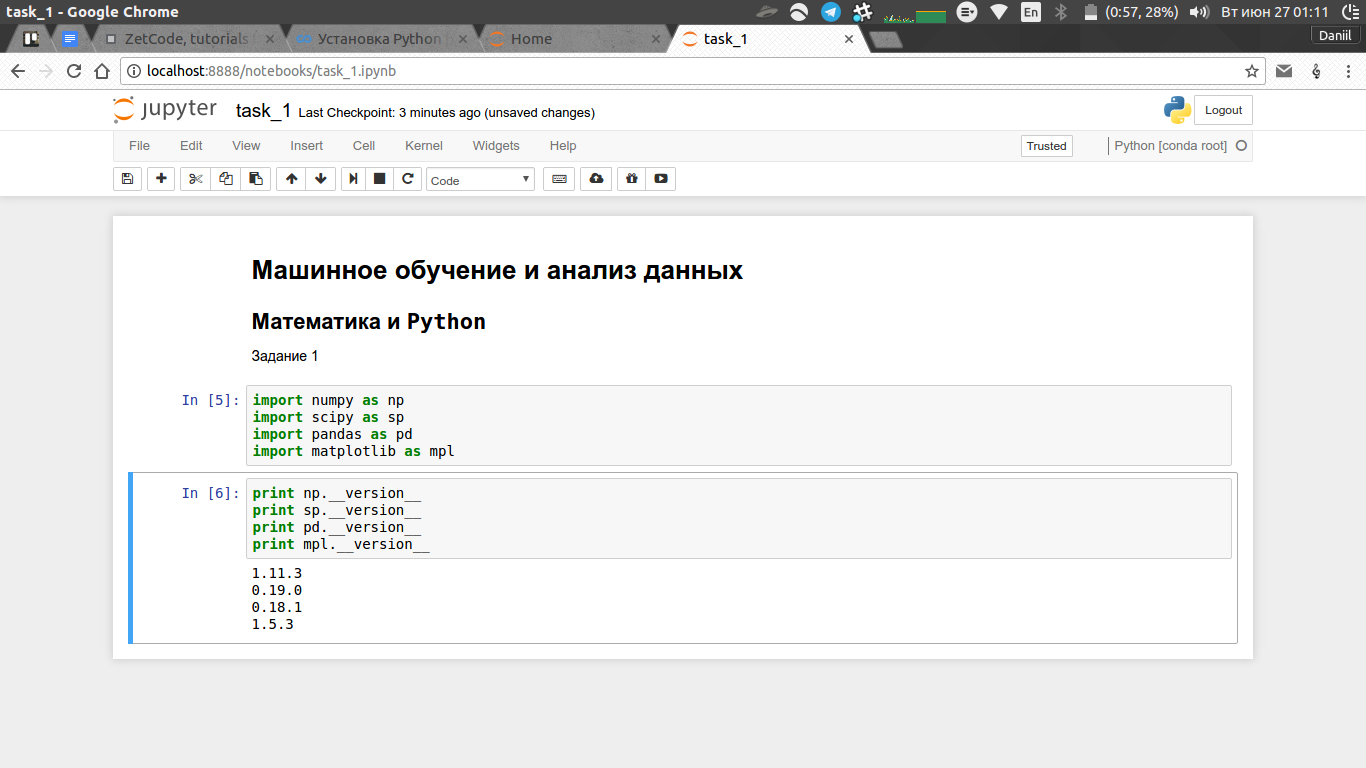 task_1 - Google Chrome
(0:57, 28%)
En
Вт июн 27 01:11
ZetCode, tutorials
Установка Python
Home
task_1
Daniil
localhost:8888/notebooks/task_1.ipynb
jupyter
task_1 Last Checkpoint: 3 minutes ago (unsaved changes)
Logout
File Edit View Insert Cell Kernel Widgets Help
Trusted
Python [conda root]
Code
Машинное обучение и анализ данных
Математика и Python
Задание 1
In [5]:
import numpy as np
import scipy as sp
import pandas as pd
import matplotlib as mpl
In [6]:
print np.__version__
print sp.__version__
print pd.__version__
print mpl.__version__
1.11.3
0.19.0
0.18.1
1.5.3